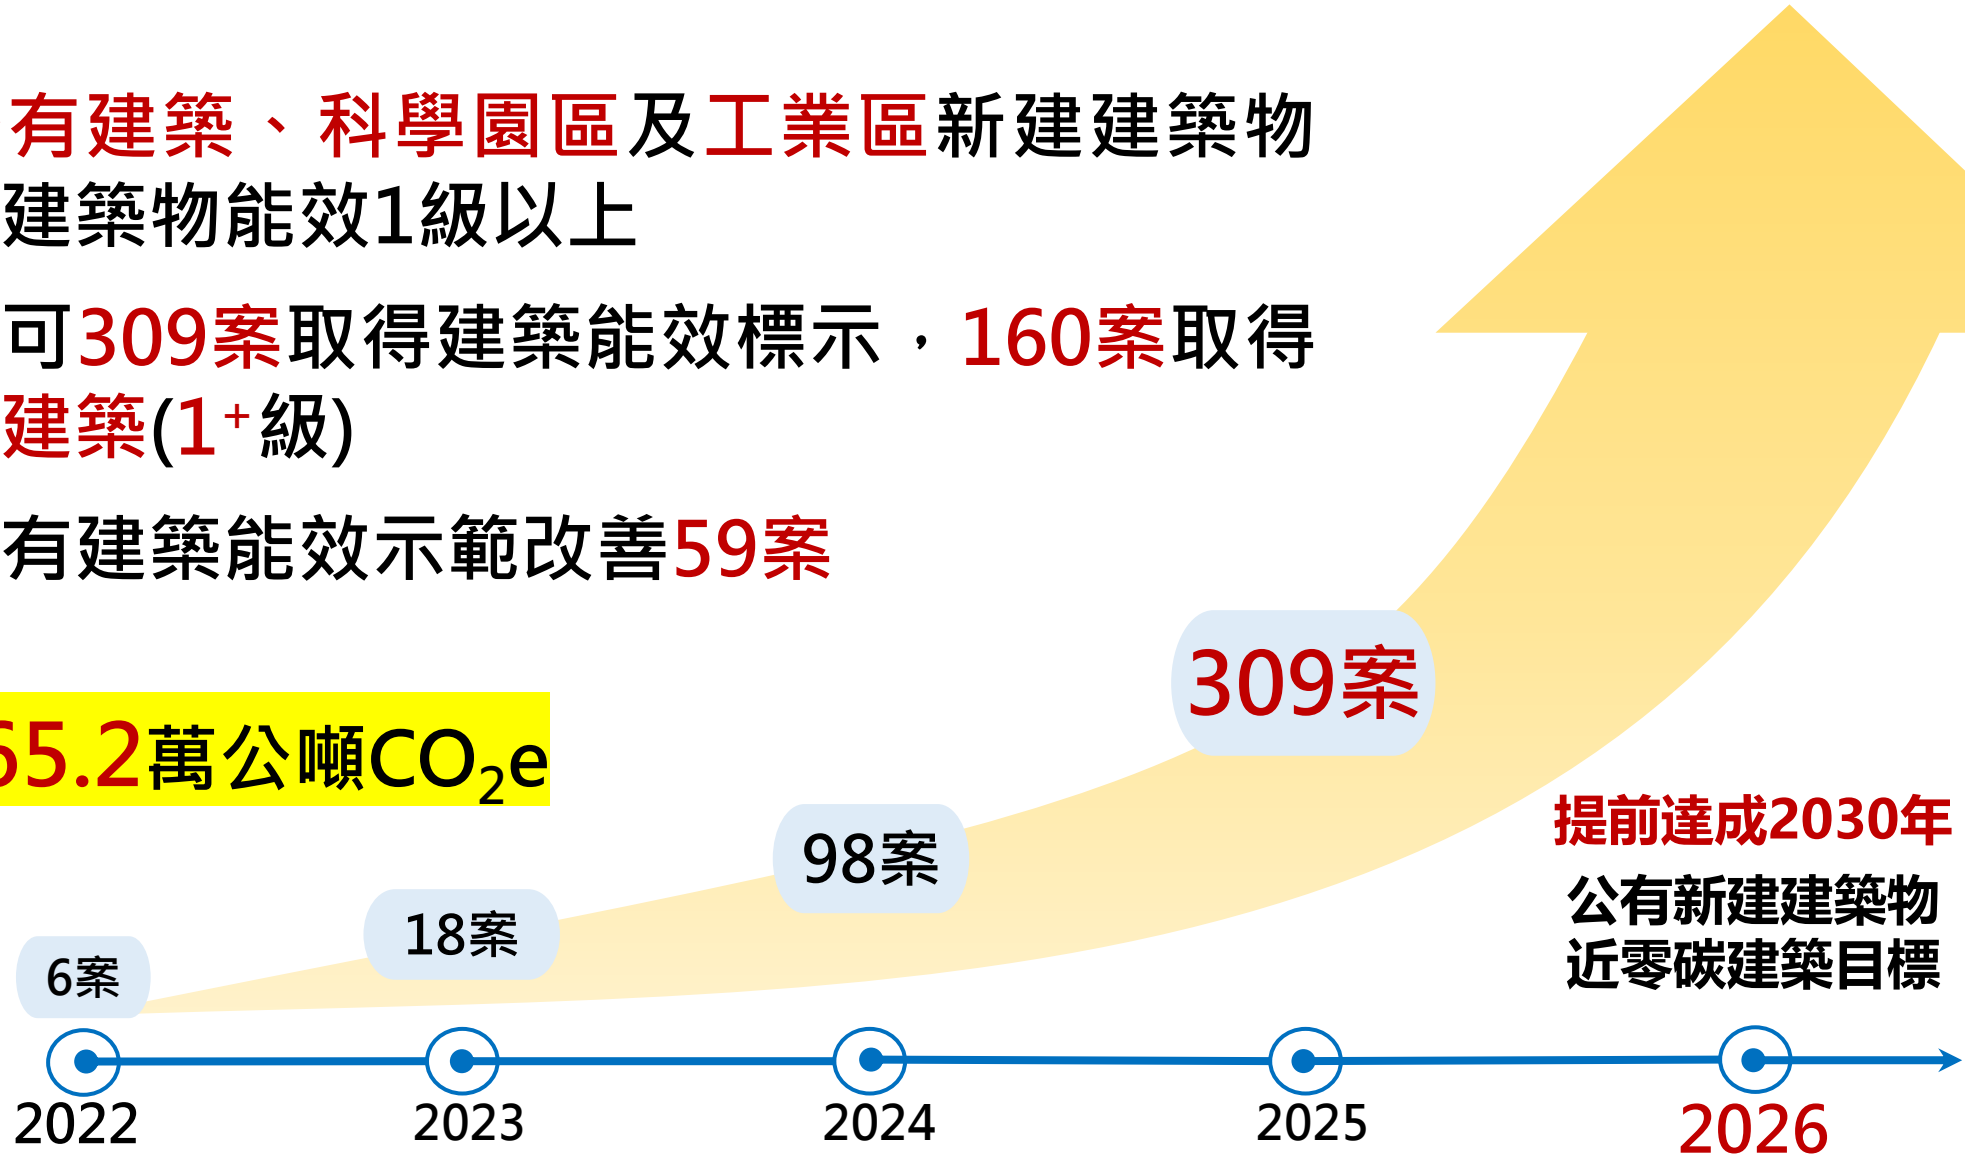 有建築、科學園區及工業區新建建築物
建築物能效1級以上
可309案取得建築能效標示，160案取得
建築(1⁺級)
有建築能效示範改善59案
5.2萬公噸CO₂e
309案
98案
18案
6案
提前達成2030年
公有新建建築物
近零碳建築目標
2022
2023
2024
2025
2026